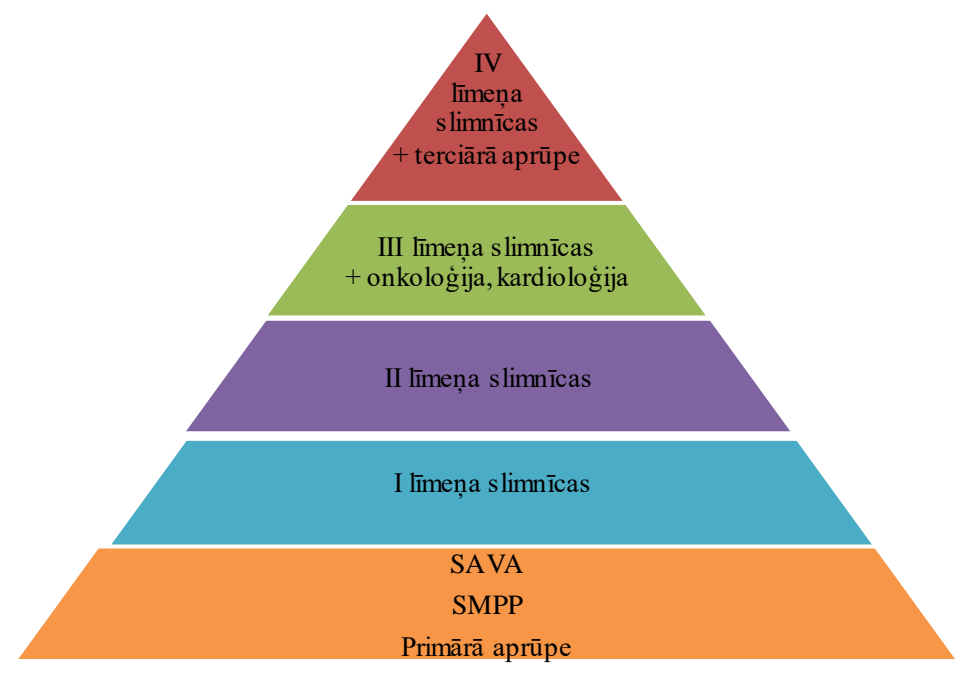 IV
līmeņa
slimnīcas
+ terciārā aprūpe
III līmeņa slimnīcas
+ onkoloģija, kardioloģija
II līmeņa slimnīcas
I līmeņa slimnīcas
SAVA
SMPP
Primārā aprūpe